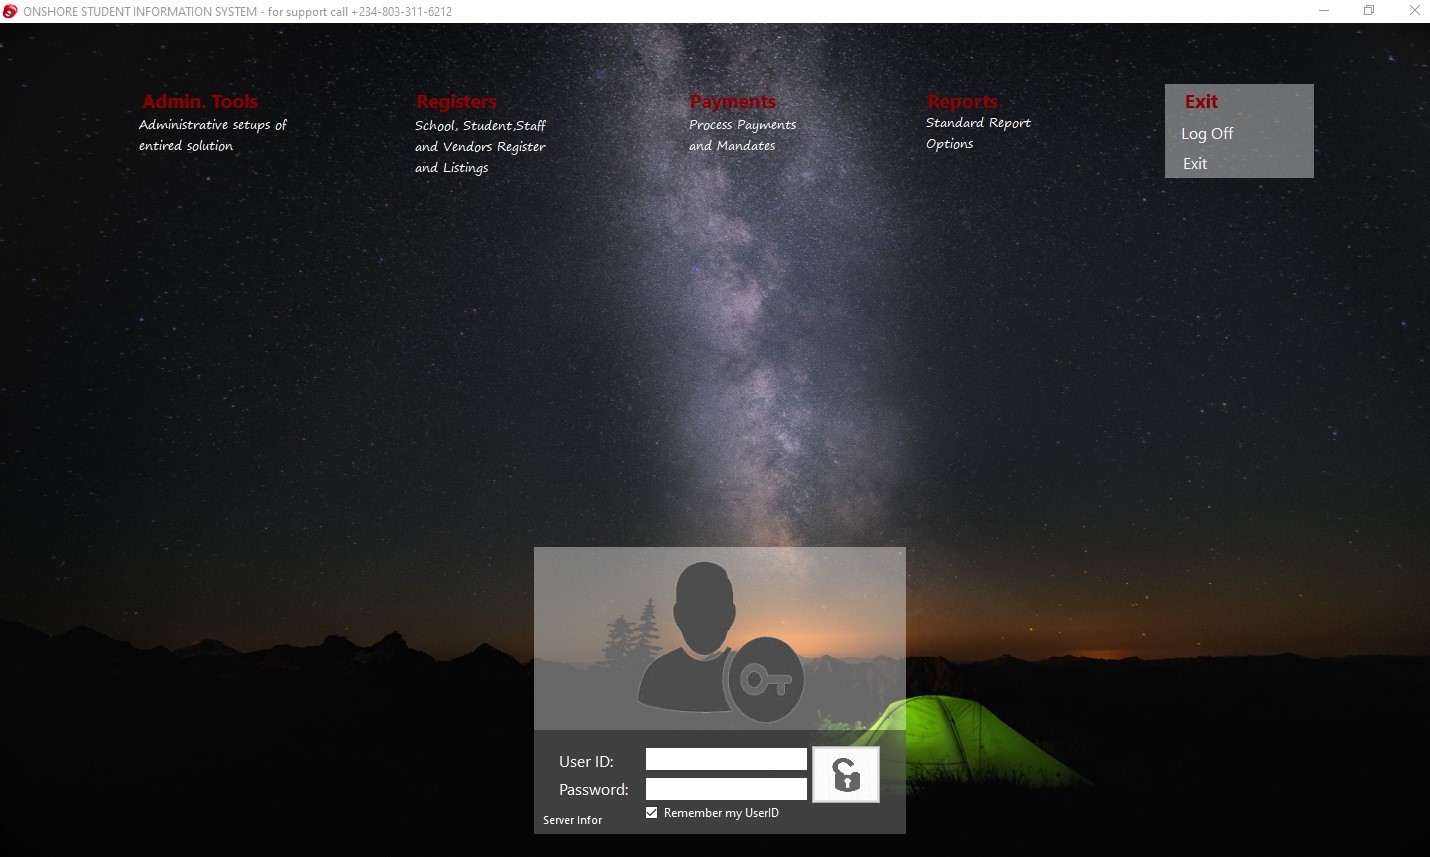 ONSHORE STUDENT INFORMATION SYSTEM - for support call +234-803-311-6212
Admin. Tools
Administrative setups of
entired solution
Registers
School, Student,Staff
and Vendors Register
and Listings
Payments
Process Payments
and Mandates
Reports
Standard Report
Options
Exit
Log Off
Exit
User ID:
Password:
Remember my UserID
Server Infor